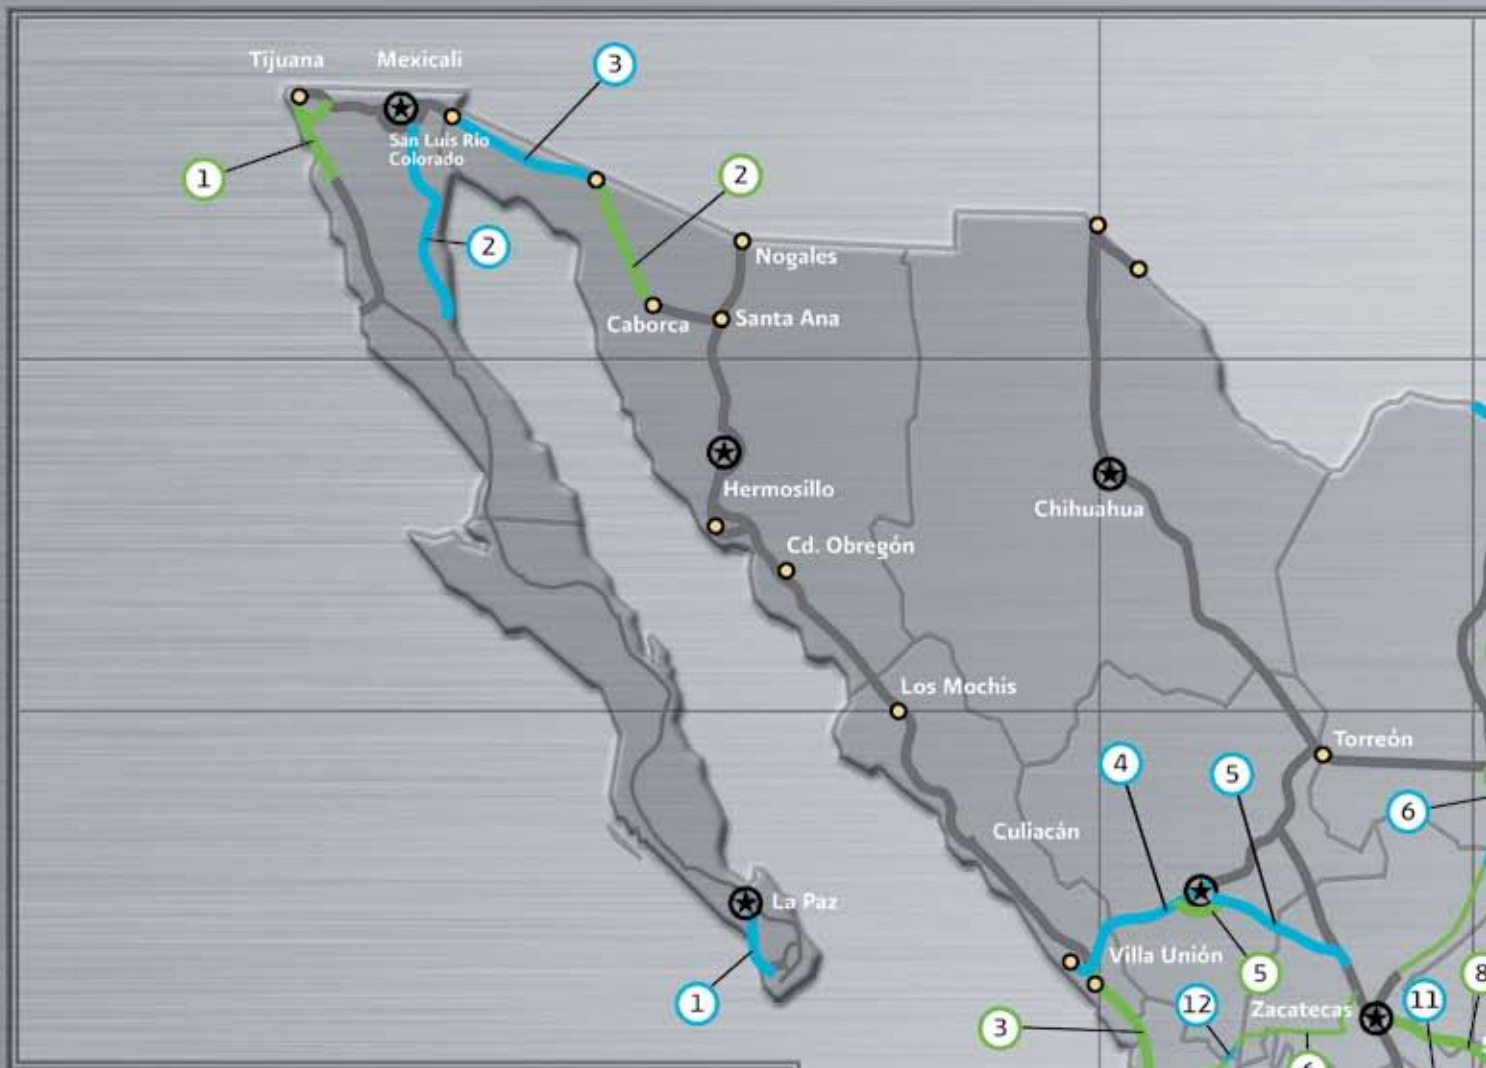 Tijuana
Mexicali
3
San Luis Río
Colorado
1
2
2
Nogales
Caborca
Santa Ana
Hermosillo
Chihuahua
Cd. Obregón
Los Mochis
Torreón
4
5
6
Culiacán
La Paz
Villa Unión
5
8
1
12
Zacatecas
11
3
6